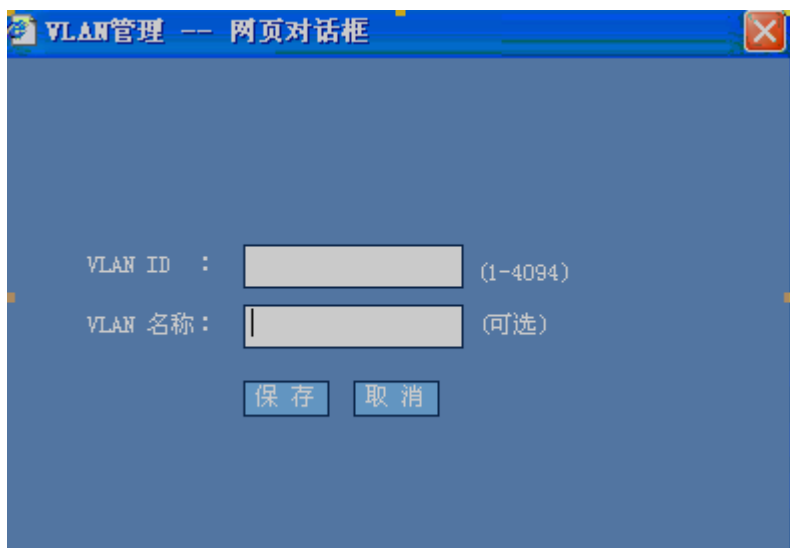 VLAN管理 -- 网页对话框
VLAN ID : (1-4094)
VLAN 名称： (可选)
保 存 取 消